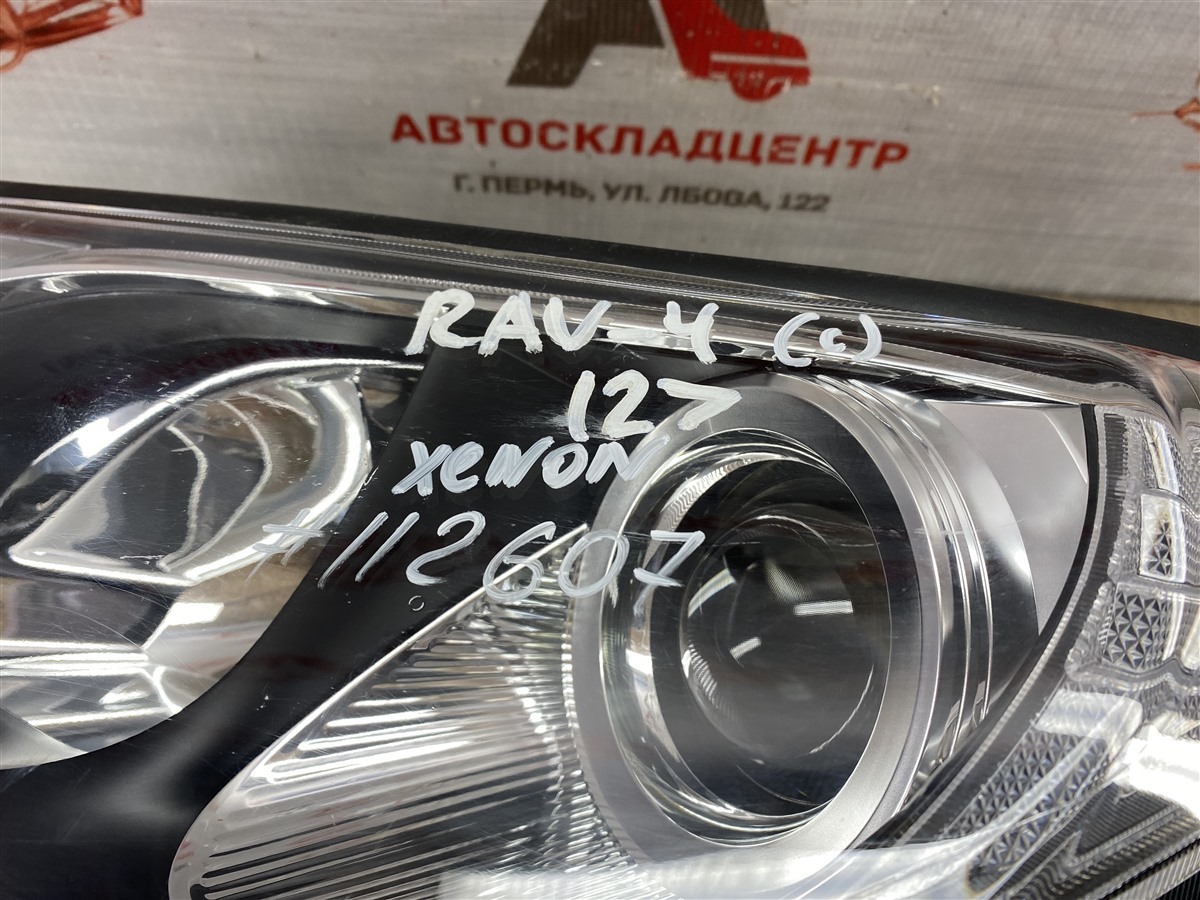 АВТОСКЛАДЦЕНТР
Г. ПЕРМЬ, УЛ. ЛБОВА, 122
RAV-4 (c)
127
xenon
#112607